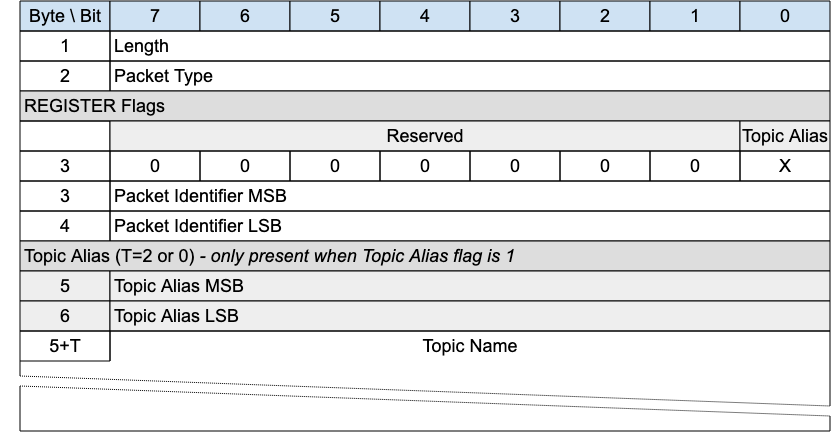 Byte \ Bit 7 6 5 4 3 2 1 0
1 Length
2 Packet Type
REGISTER Flags
Reserved Topic Alias
3 0 0 0 0 0 0 0 X
3 Packet Identifier MSB
4 Packet Identifier LSB
Topic Alias (T=2 or 0) - only present when Topic Alias flag is 1
5 Topic Alias MSB
6 Topic Alias LSB
5+T Topic Name